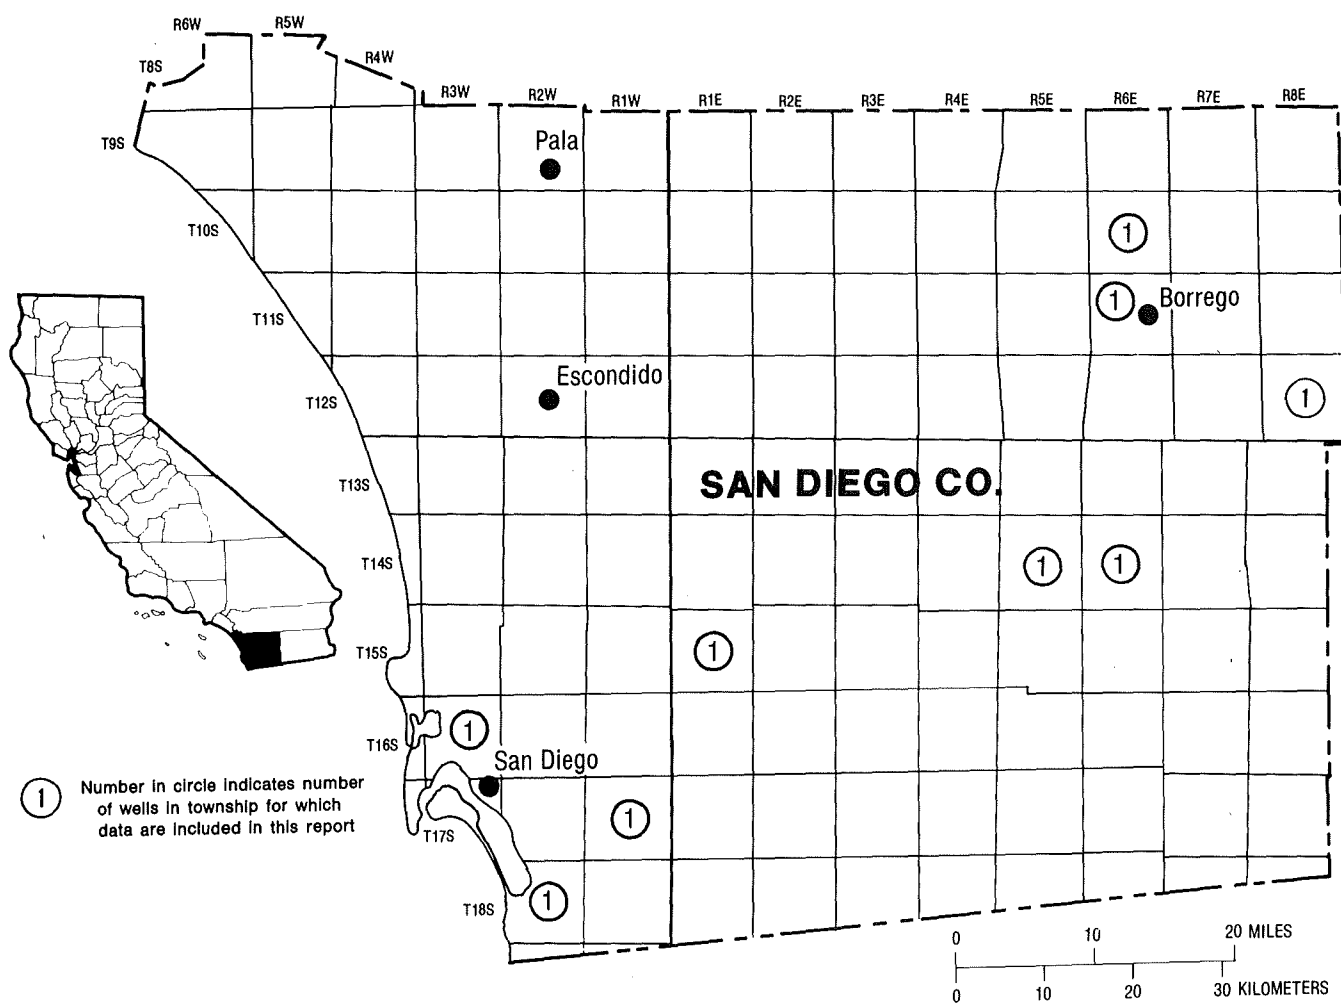 R6W
R5W
R4W
R3W
R2W
R1W
R1E
R2E
R3E
R4E
R5E
R6E
R7E
R8E
T8S
T9S
Pala
T10S
1
1
Borrego
T11S
Escondido
T12S
1
SAN DIEGO CO.
T13S
T14S
1
1
T15S
1
T16S
1
San Diego
1
Number in circle indicates number
of wells in township for which
data are included in this report
T17S
1
T18S
1
0 10 20 MILES
0 10 20 30 KILOMETERS